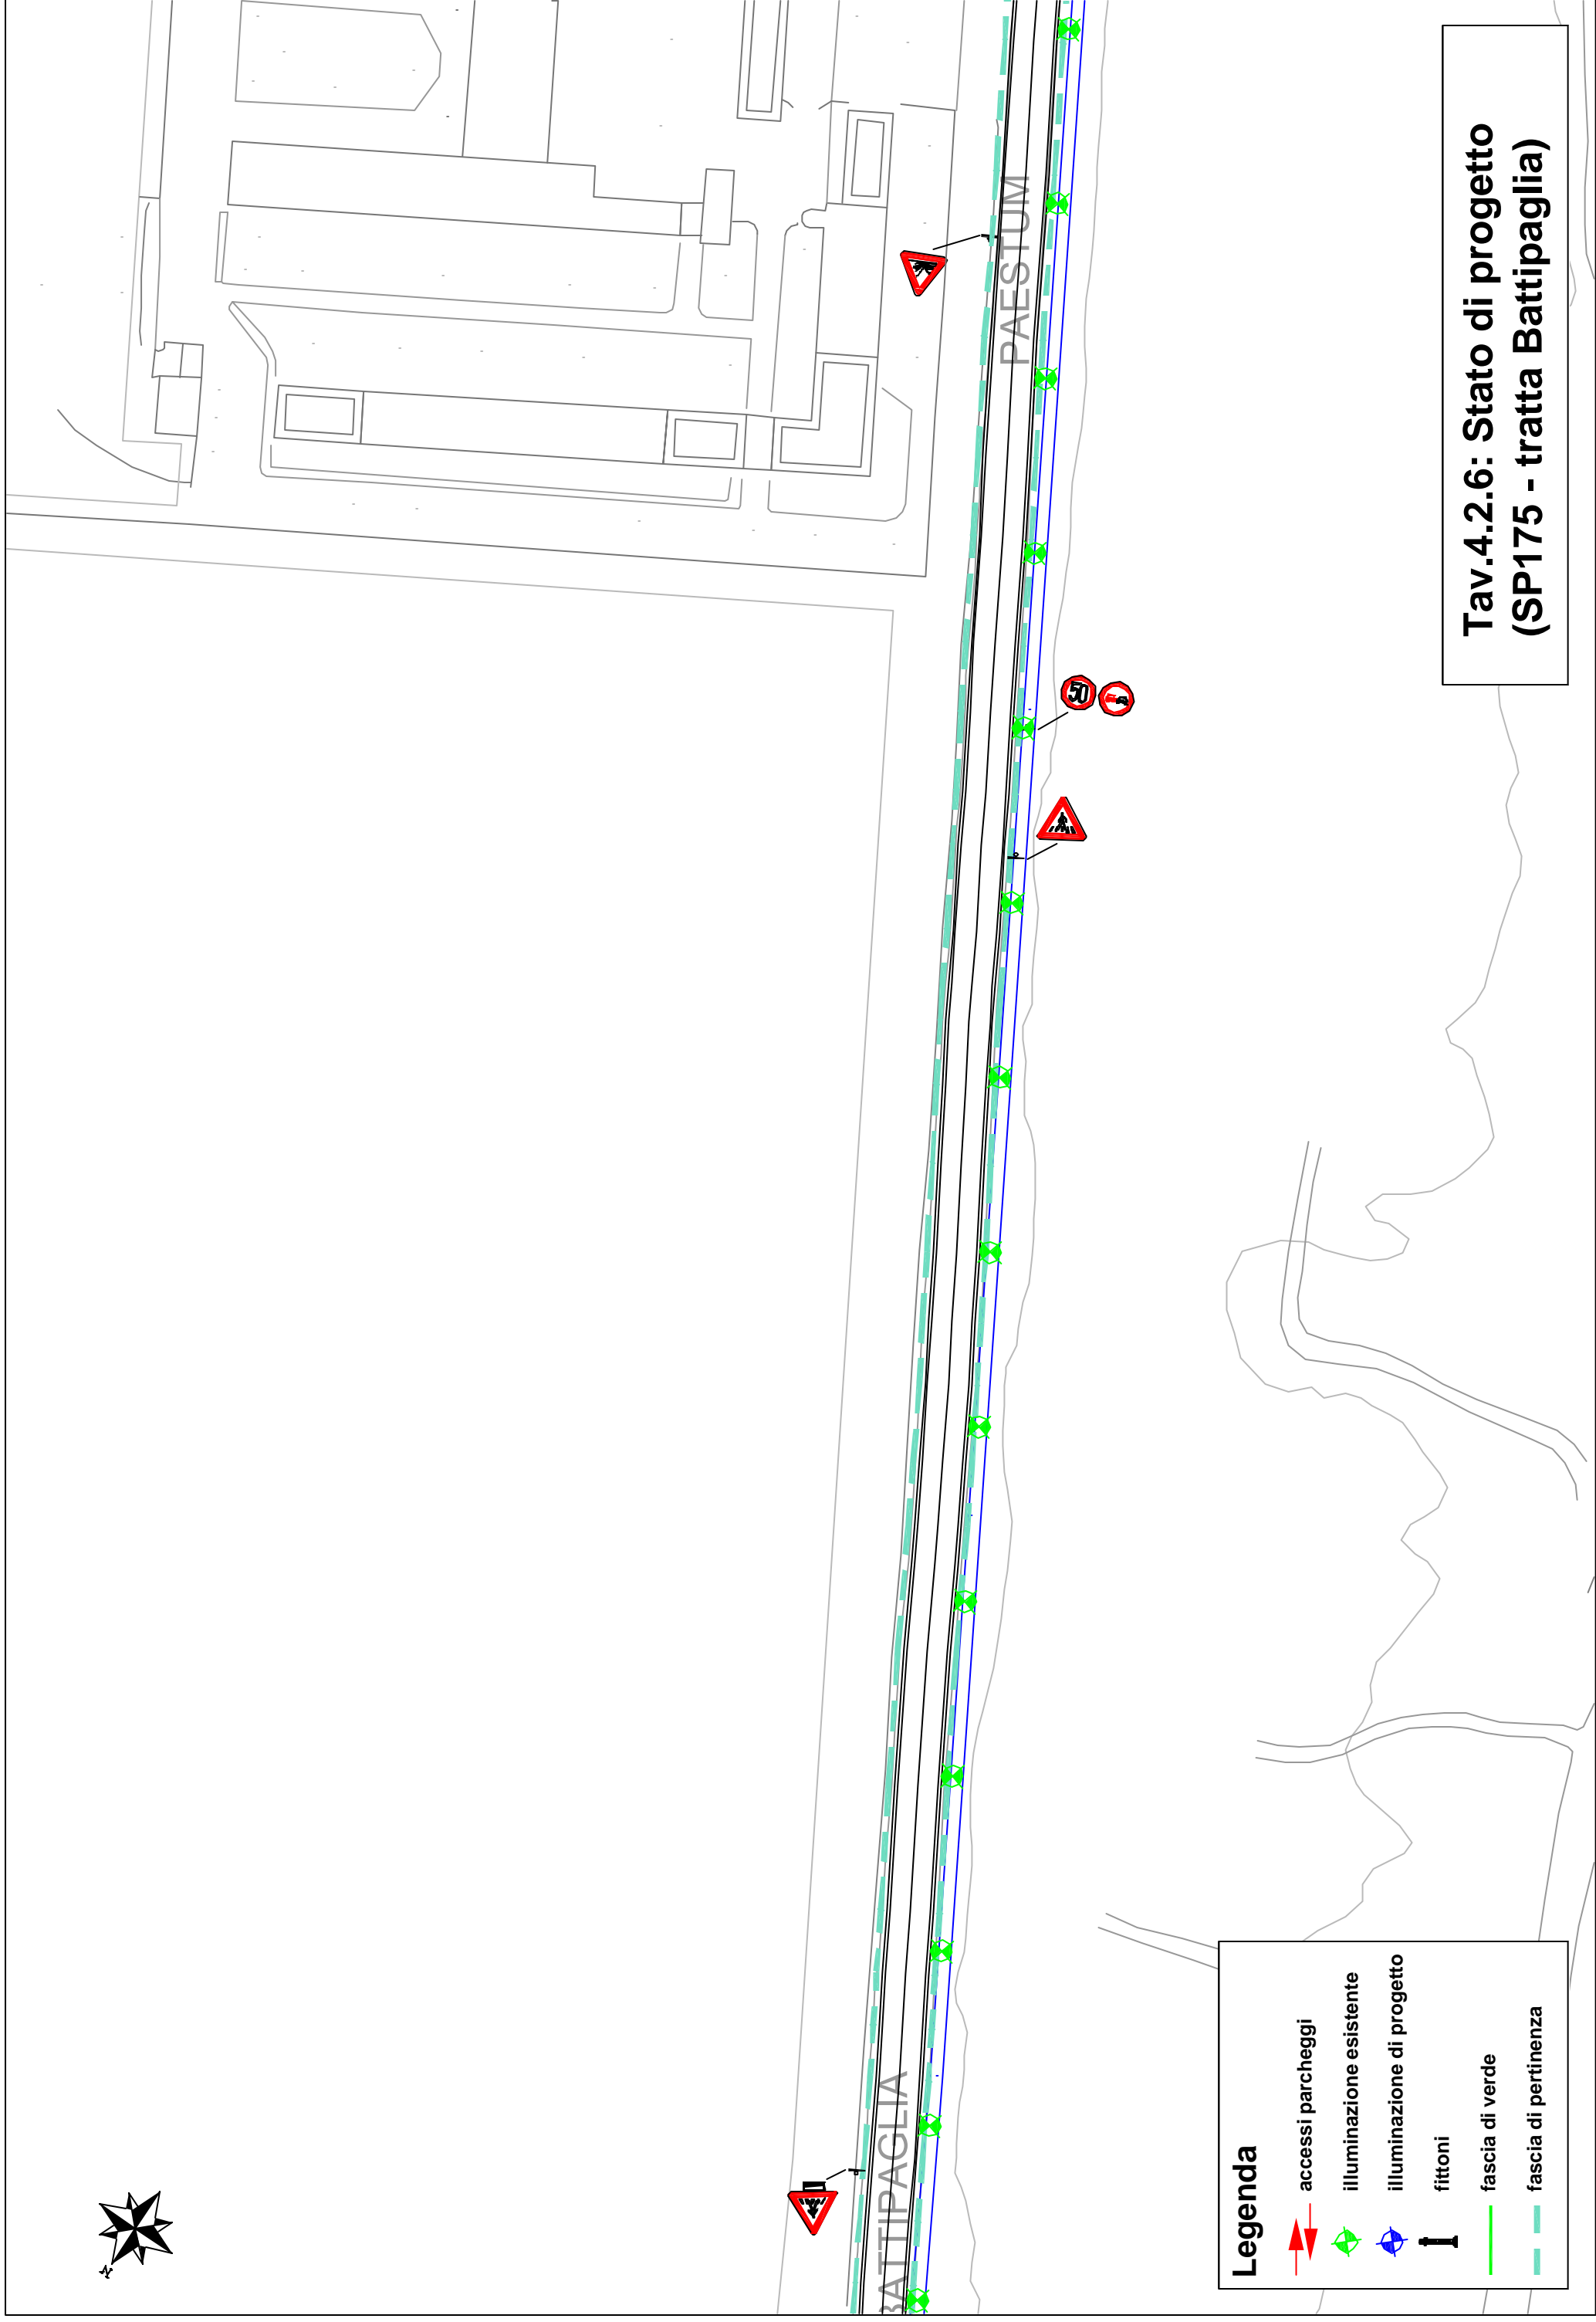 Tav.4.2.6: Stato di progetto
(SP175 - tratta Battipaglia)
PAESTUM
50
BATTIPAGLIA
N
Legenda
accessi parcheggi
illuminazione esistente
illuminazione di progetto
fittoni
fascia di verde
fascia di pertinenza